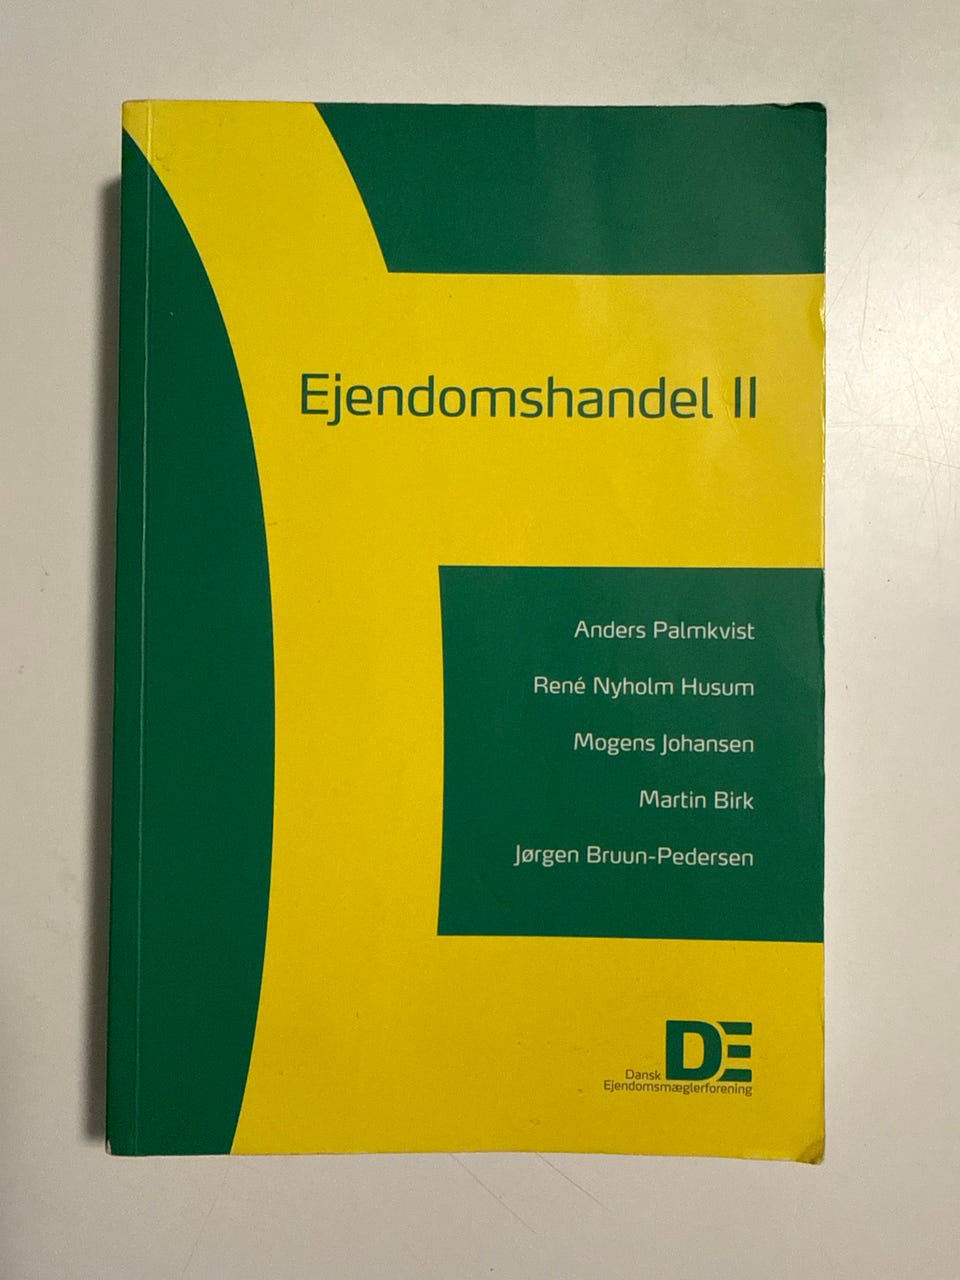 Ejendomshandel II
Anders Palmkvist
René Nyholm Husum
Mogens Johansen
Martin Birk
Jørgen Bruun-Pedersen
DE
Dansk
Ejendomsmæglerforening